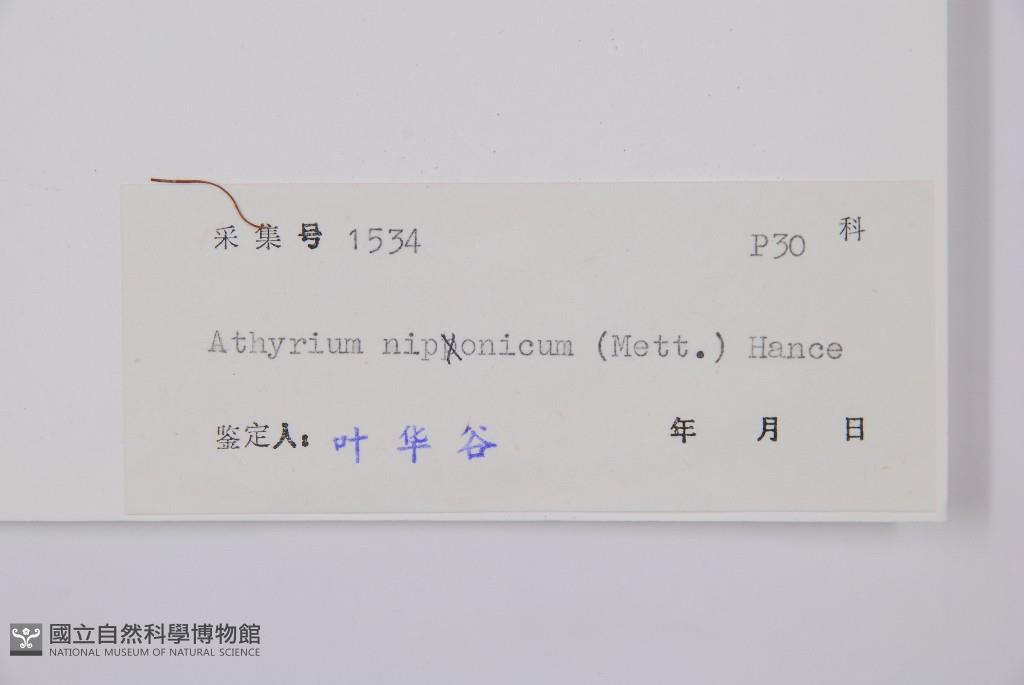 采集号 1534 P30 科
Athyrium niponicum (Mett.) Hance
鉴定人: 叶华谷 年 月 日
國立自然科學博物館
NATIONAL MUSEUM OF NATURAL SCIENCE